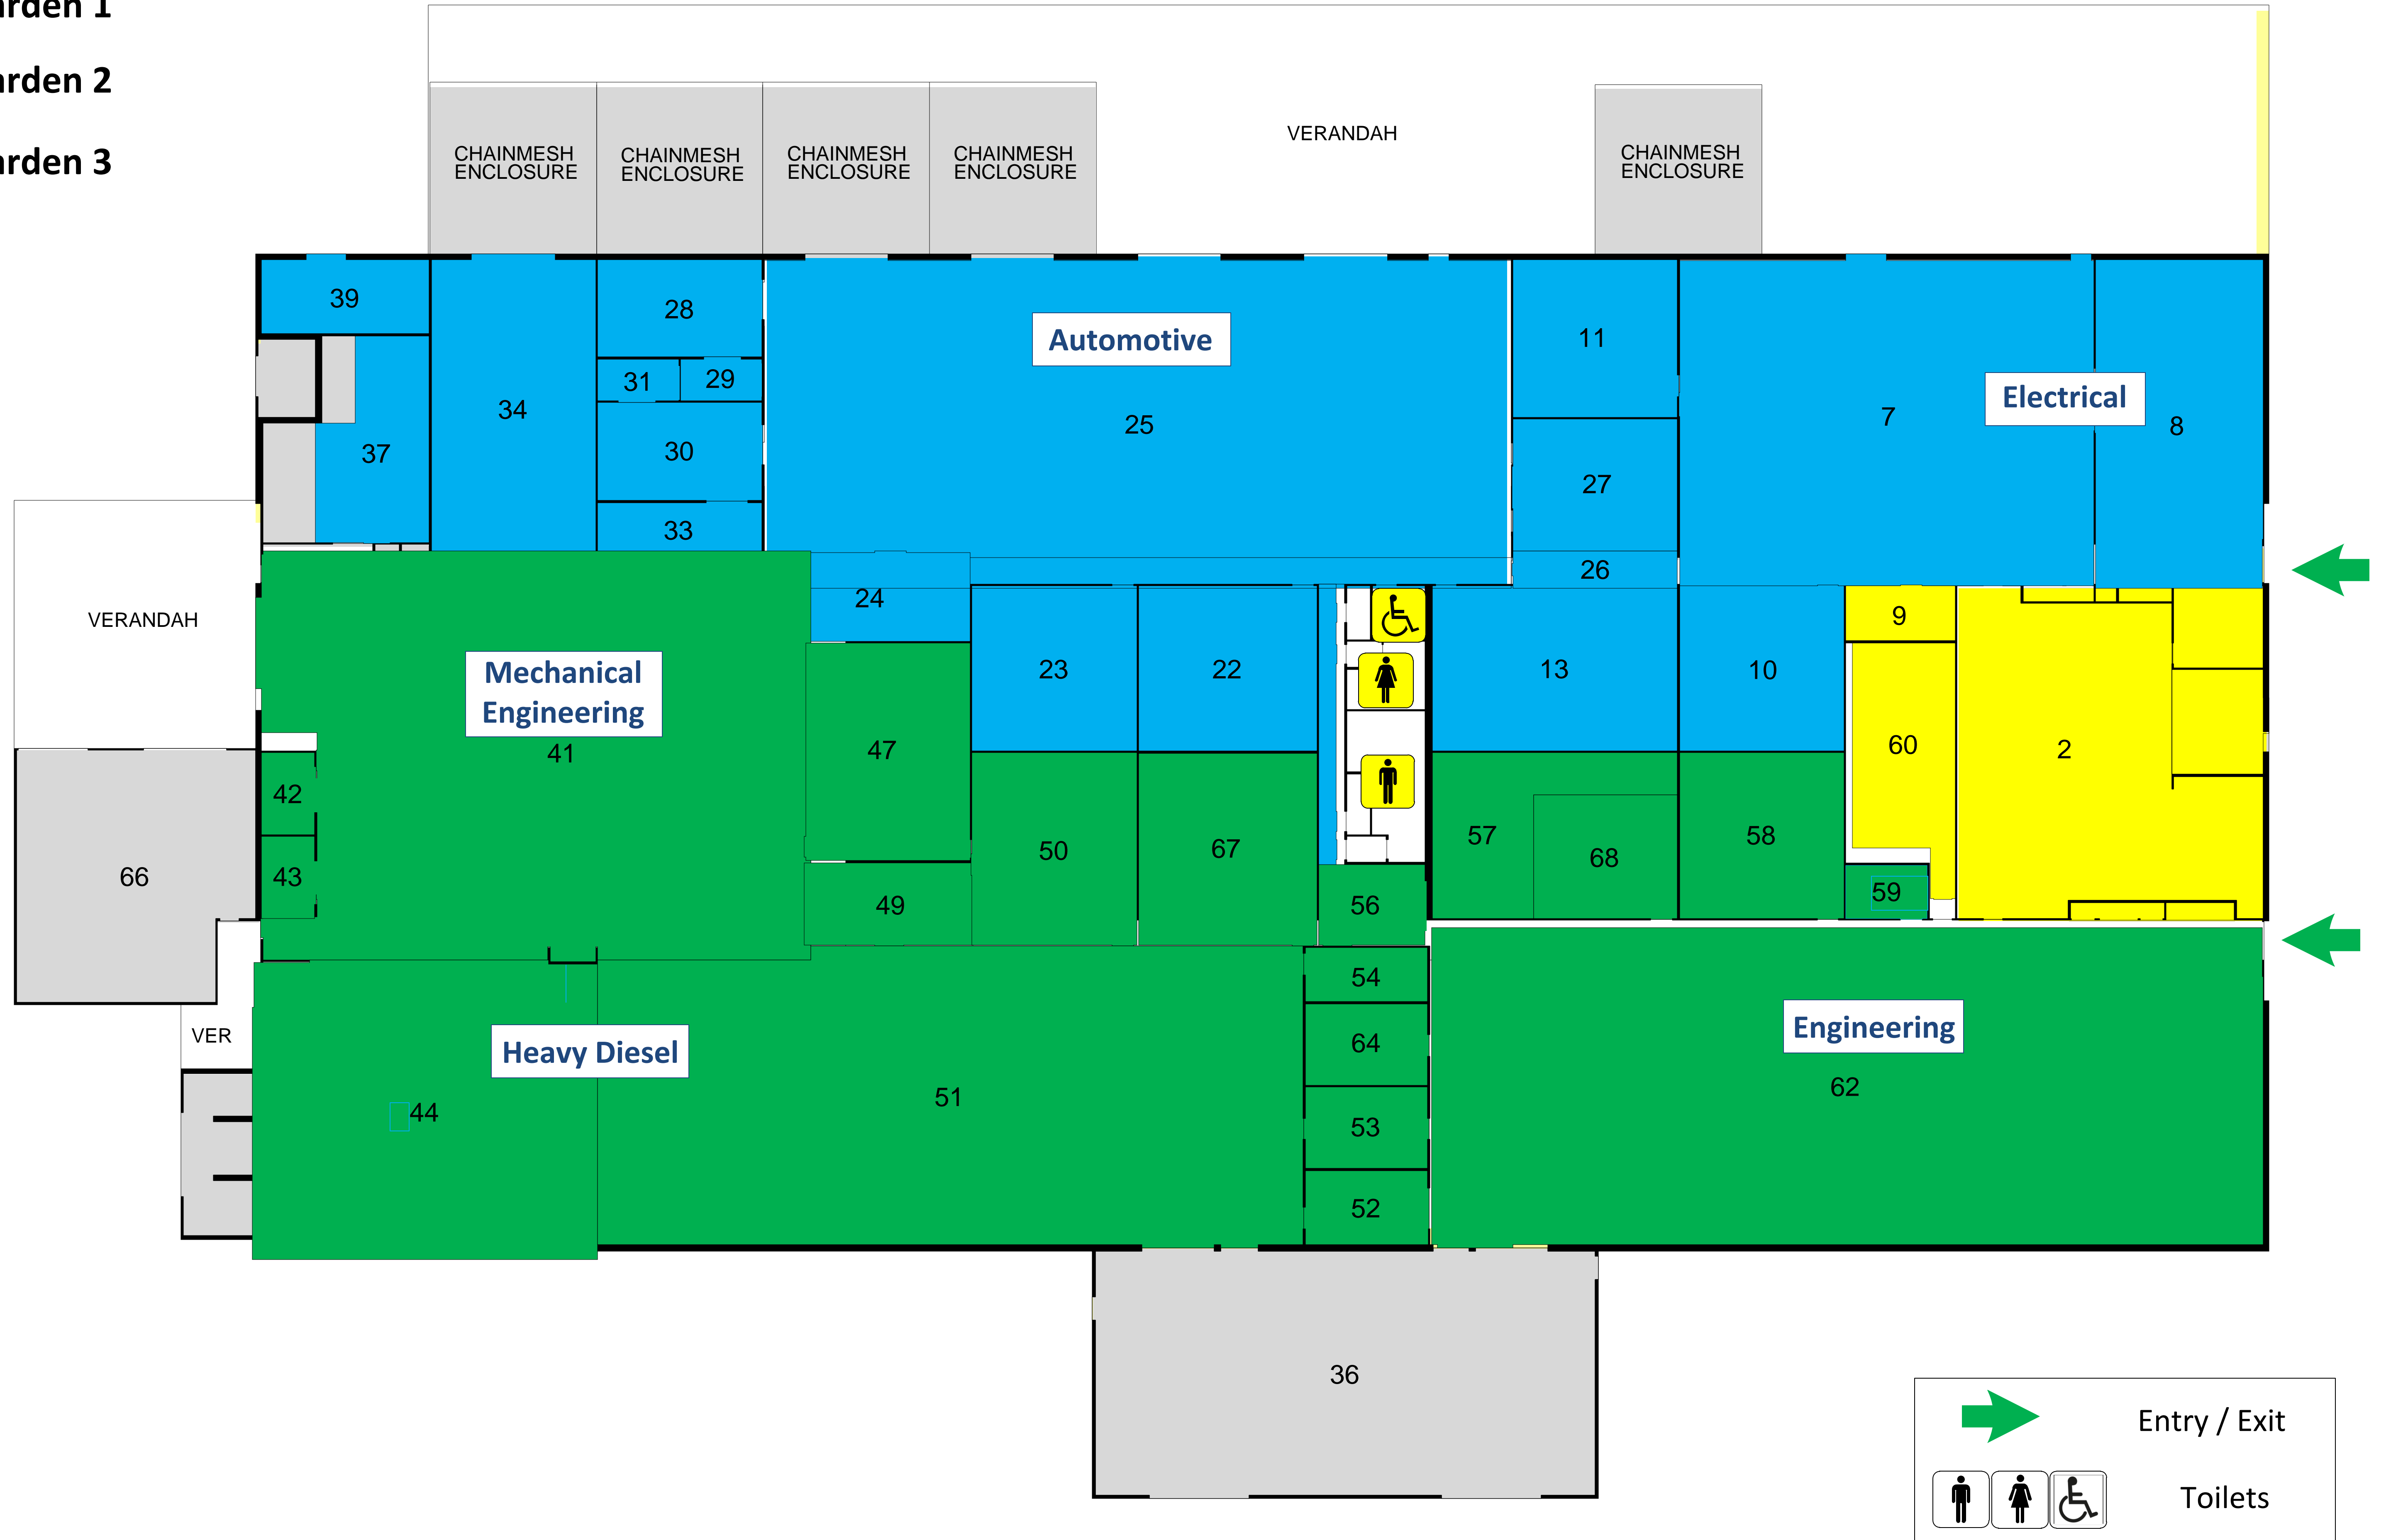 arden 1
arden 2
arden 3
CHAINMESH
ENCLOSURE
CHAINMESH
ENCLOSURE
CHAINMESH
ENCLOSURE
CHAINMESH
ENCLOSURE
VERANDAH
CHAINMESH
ENCLOSURE
39
28
Automotive
11
31
29
34
25
7
Electrical
8
37
30
27
33
26
24
9
VERANDAH
Mechanical
Engineering
41
23
22
13
10
47
60
2
42
43
50
67
57
68
58
66
49
56
59
54
VER
Heavy Diesel
64
Engineering
44
51
53
62
52
36
Entry / Exit
Toilets